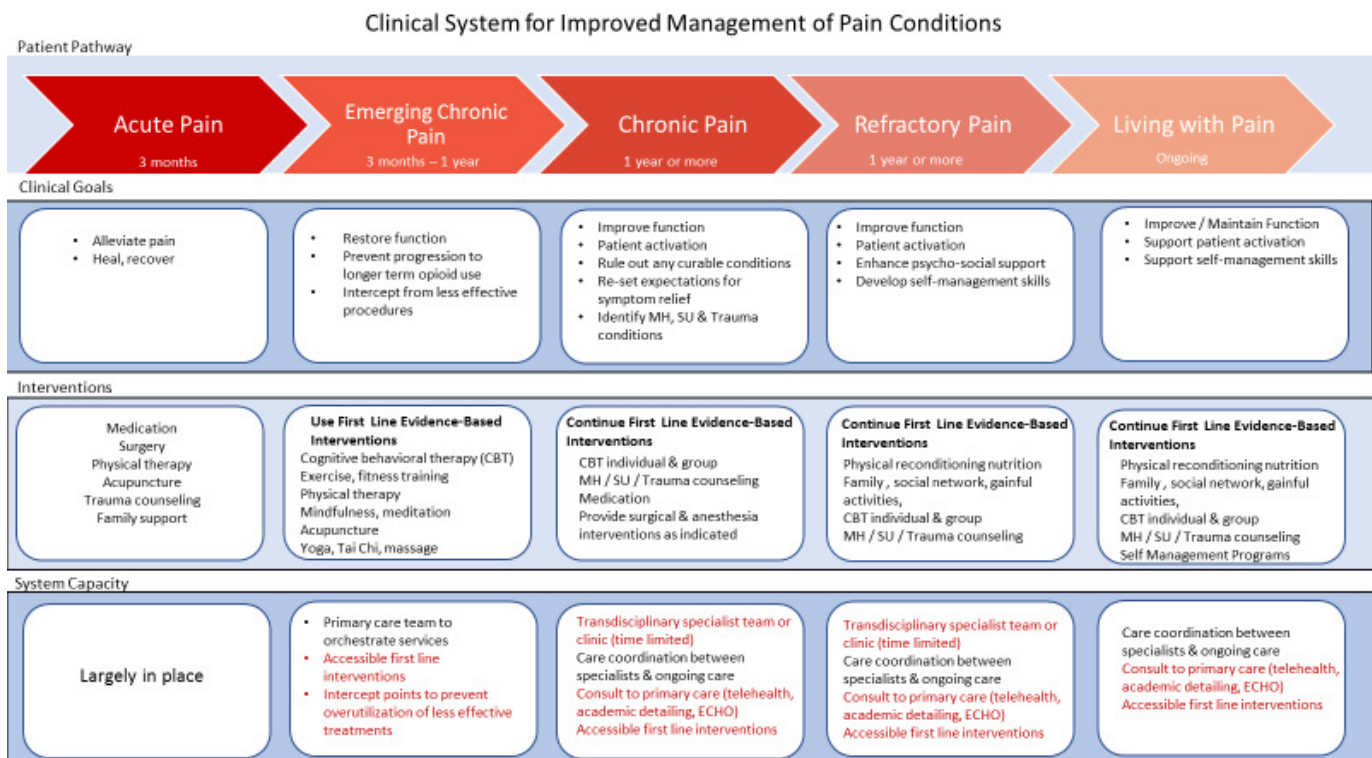 Clinical System for Improved Management of Pain Conditions
Patient Pathway
Acute Pain
3 months
Emerging Chronic
Pain
3 months – 1 year
Chronic Pain
1 year or more
Refractory Pain
1 year or more
Living with Pain
Ongoing
Clinical Goals
• Alleviate pain
• Heal, recover
• Restore function
• Prevent progression to
longer term opioid use
• Intercept from less effective
procedures
• Improve function
• Patient activation
• Rule out any curable conditions
• Re-set expectations for
symptom relief
• Identify MH, SU & Trauma
conditions
• Improve function
• Patient activation
• Enhance psycho-social support
• Develop self-management skills
• Improve / Maintain Function
• Support patient activation
• Support self-management skills
Interventions
Medication
Surgery
Physical therapy
Acupuncture
Trauma counseling
Family support
Use First Line Evidence-Based
Interventions
Cognitive behavioral therapy (CBT)
Exercise, fitness training
Physical therapy
Mindfulness, meditation
Acupuncture
Yoga, Tai Chi, massage
Continue First Line Evidence-Based
Interventions
CBT individual & group
MH / SU / Trauma counseling
Medication
Provide surgical & anesthesia
interventions as indicated
Continue First Line Evidence-Based
Interventions
Physical reconditioning nutrition
Family , social network, gainful
activities,
CBT individual & group
MH / SU / Trauma counseling
Continue First Line Evidence-Based
Interventions
Physical reconditioning nutrition
Family , social network, gainful
activities,
CBT individual & group
MH / SU / Trauma counseling
Self Management Programs
System Capacity
Largely in place
• Primary care team to
orchestrate services
• Accessible first line
interventions
• Intercept points to prevent
overutilization of less effective
treatments
Transdisciplinary specialist team or
clinic (time limited)
Care coordination between
specialists & ongoing care
Consult to primary care (telehealth,
academic detailing, ECHO)
Accessible first line interventions
Transdisciplinary specialist team or
clinic (time limited)
Care coordination between
specialists & ongoing care
Consult to primary care (telehealth,
academic detailing, ECHO)
Accessible first line interventions
Care coordination between
specialists & ongoing care
Consult to primary care (telehealth,
academic detailing, ECHO)
Accessible first line interventions